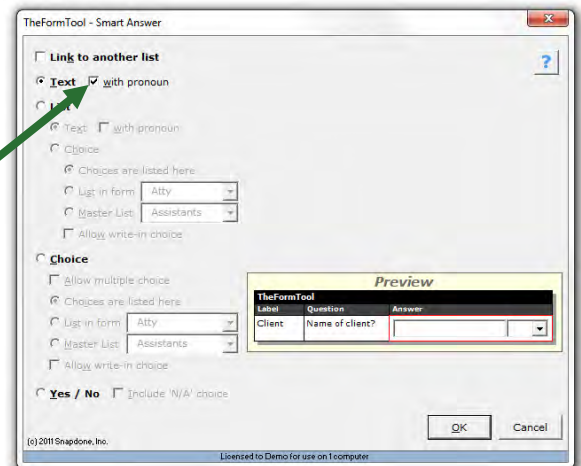 TheFormTool - Smart Answer
Link to another list
?
Text with pronoun
List
Text with pronoun
Choice
Choices are listed here
List in form Atty
Master List Assistants
Allow write-in choice
Choice
Allow multiple choice
Choices are listed here
List in form Atty
Master List Assistants
Allow write-in choice
Preview
TheFormTool
Label Question Answer
Client Name of client?
Yes / No Include 'N/A' choice
OK Cancel
(c) 2011 Snapdone, Inc.
Licensed to Demo for use on 1 computer